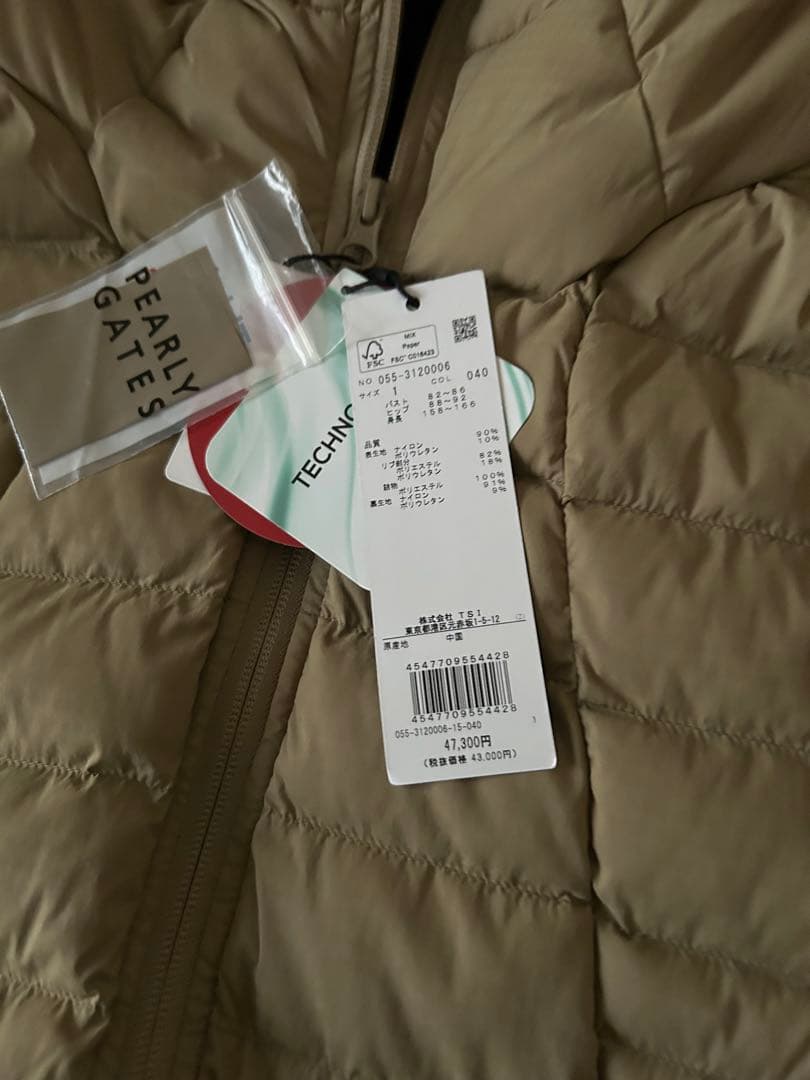 PEARLY
GATES
TECHNO
FSC
MIX
Paper
FSC® C016423
NO 055-3120006 COL 040
サイズ 1
バスト 82～86
ヒップ 88～92
身長 158～166
品質
表生地 ナイロン 90%
ポリウレタン 10%
リブ部分
ポリエステル 82%
ポリウレタン 18%
詰物
ポリエステル 100%
裏生地 ナイロン 91%
ポリウレタン 9%
株式会社 TSI
東京都港区元赤坂1-5-12
原産地 中国
4547709554428
4547709554428
055-3120006-15-040 1
47,300円
(税抜価格 43,000円)